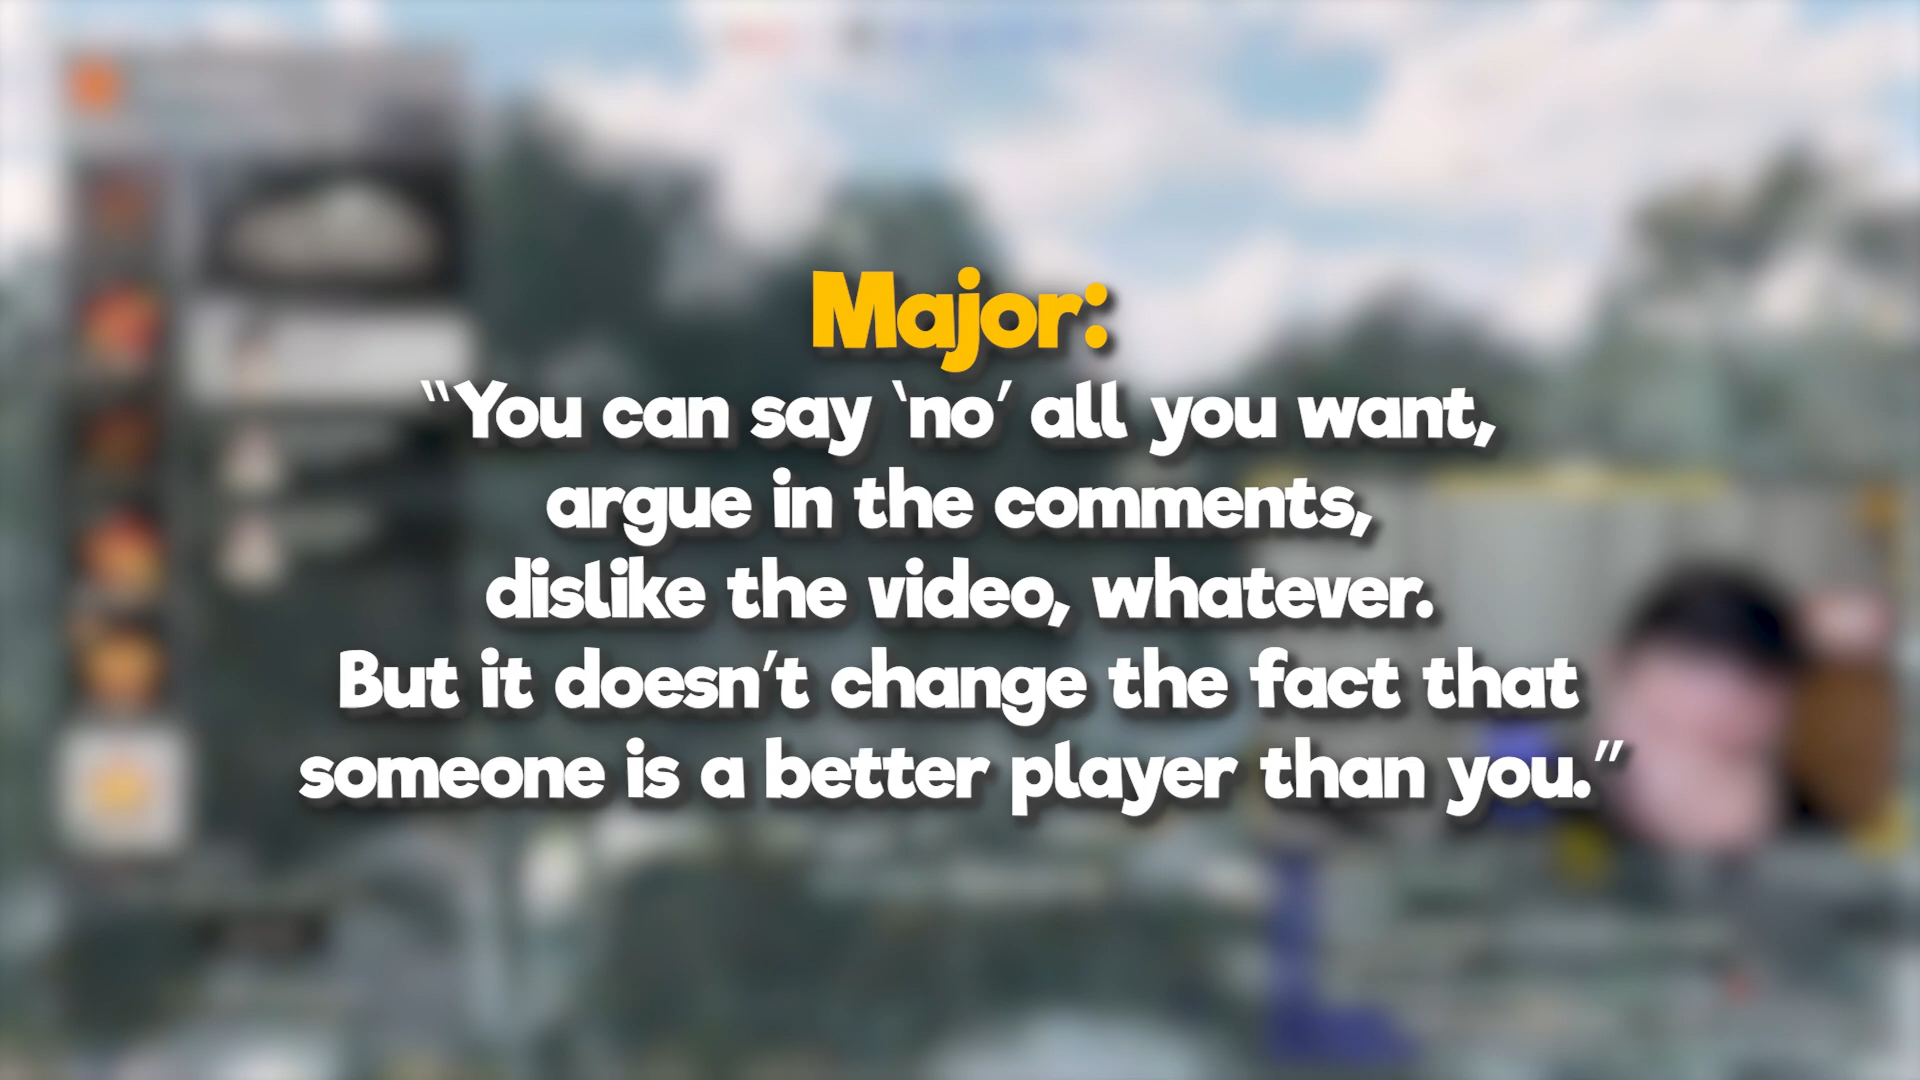 Major:
“You can say ‘no’ all you want,
argue in the comments,
dislike the video, whatever.
But it doesn’t change the fact that
someone is a better player than you.”